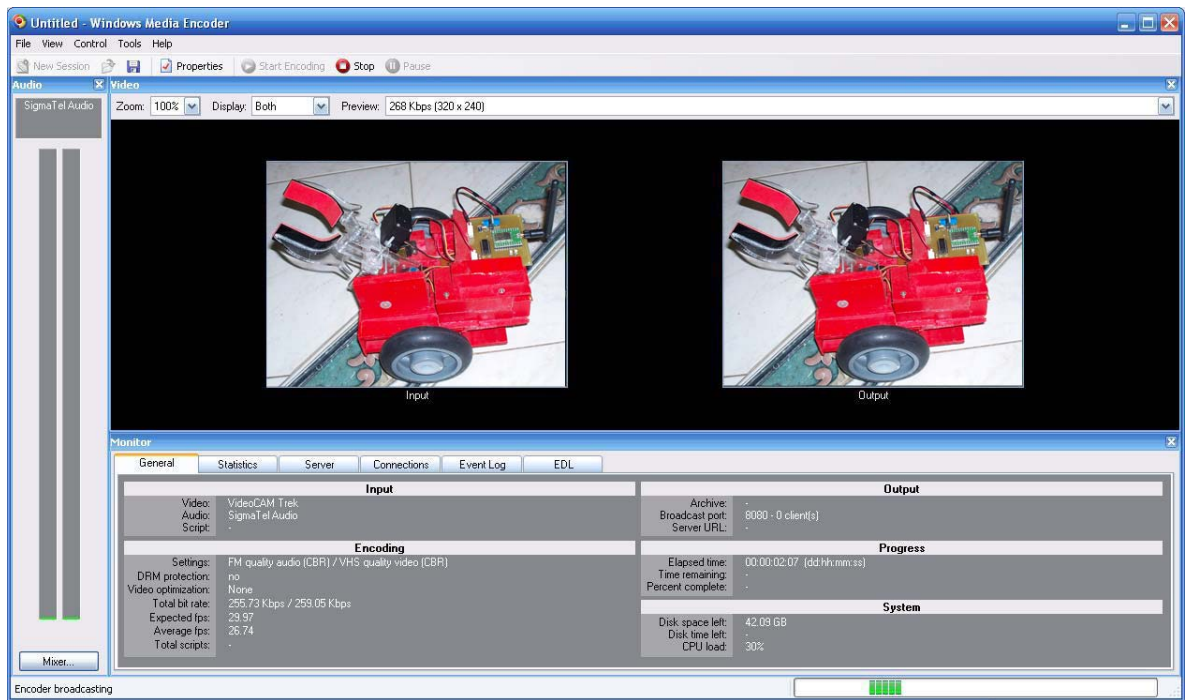 Untitled - Windows Media Encoder
File View Control Tools Help
New Session Properties Start Encoding Stop Pause
Audio
Video
SigmaTel Audio
Zoom: 100% Display: Both Preview: 268 Kbps (320 x 240)
Input Output
Monitor
General Statistics Server Connections Event Log EDL
Input
Video: VideoCAM Trek
Audio: SigmaTel Audio
Script: -
Encoding
Settings: FM quality audio (CBR) / VHS quality video (CBR)
DRM protection: no
Video optimization: None
Total bit rate: 255.73 Kbps / 259.05 Kbps
Expected fps: 29.97
Average fps: 26.74
Total scripts: -
Output
Archive: -
Broadcast port: 8080 - 0 client(s)
Server URL: -
Progress
Elapsed time: 00:00:02:07 (dd:hh:mm:ss)
Time remaining: -
Percent complete: -
System
Disk space left: 42.09 GB
Disk time left: -
CPU load: 30%
Mixer...
Encoder broadcasting